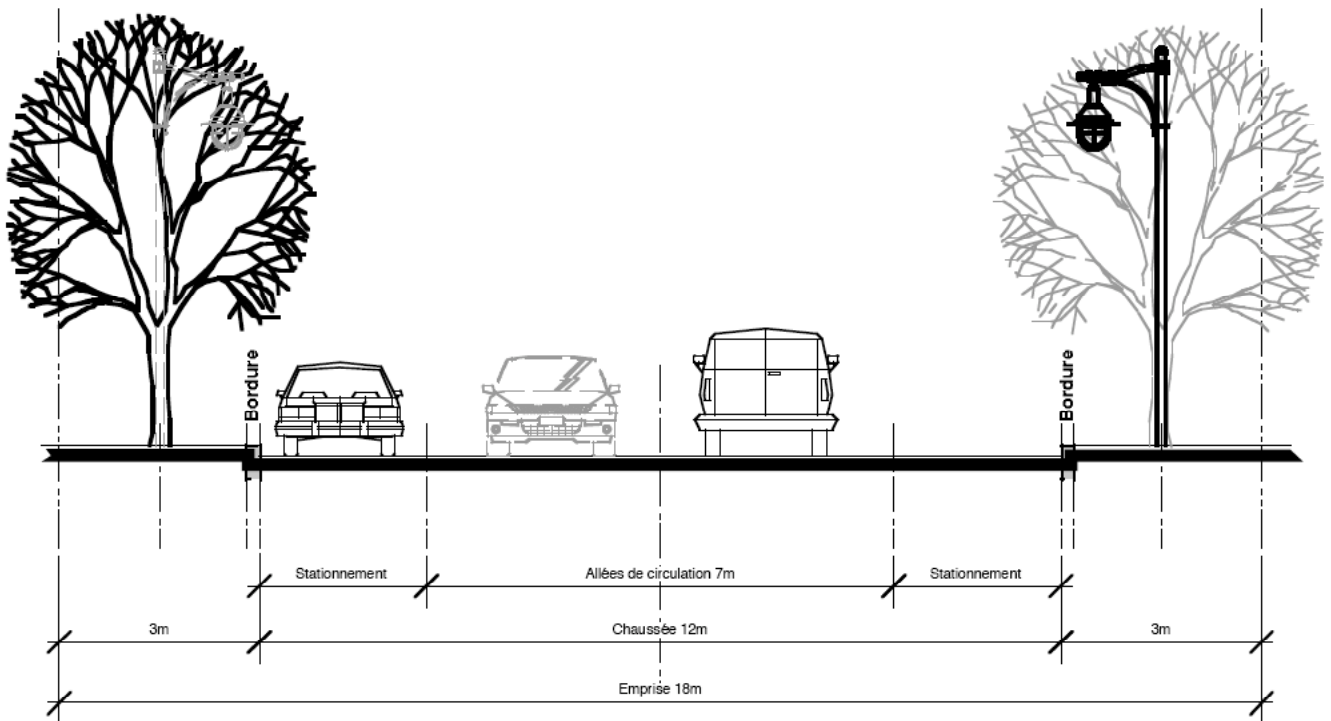 Bordure
Bordure
Stationnement
Allées de circulation 7m
Stationnement
3m
Chaussée 12m
3m
Emprise 18m